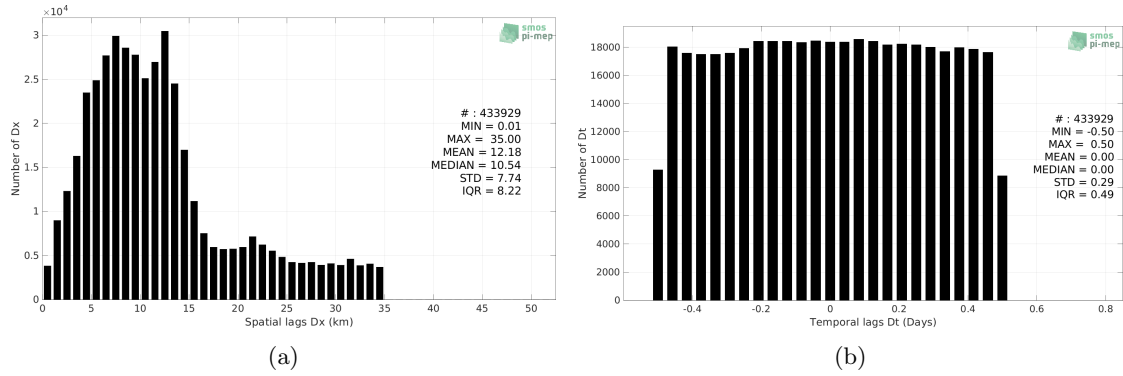 ×10⁴
3
2.5
2
1.5
1
0.5
0
Number of Dx
smos
pi-mep
# : 433929
MIN = 0.01
MAX = 35.00
MEAN = 12.18
MEDIAN = 10.54
STD = 7.74
IQR = 8.22
0 5 10 15 20 25 30 35 40 45 50
Spatial lags Dx (km)
(a)
18000
16000
14000
12000
10000
8000
6000
4000
2000
0
Number of Dt
smos
pi-mep
# : 433929
MIN = -0.50
MAX = 0.50
MEAN = 0.00
MEDIAN = 0.00
STD = 0.29
IQR = 0.49
-0.4 -0.2 0 0.2 0.4 0.6 0.8
Temporal lags Dt (Days)
(b)